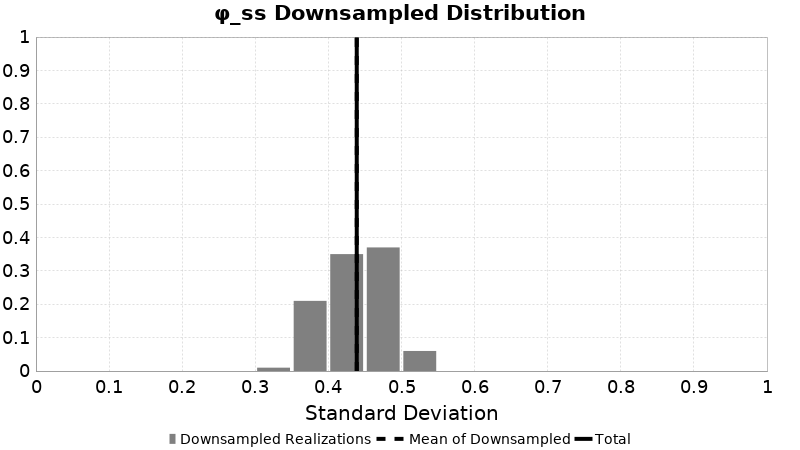 φ_ss Downsampled Distribution
1
0.9
0.8
0.7
0.6
0.5
0.4
0.3
0.2
0.1
0
0 0.1 0.2 0.3 0.4 0.5 0.6 0.7 0.8 0.9 1
Standard Deviation
Downsampled Realizations Mean of Downsampled Total